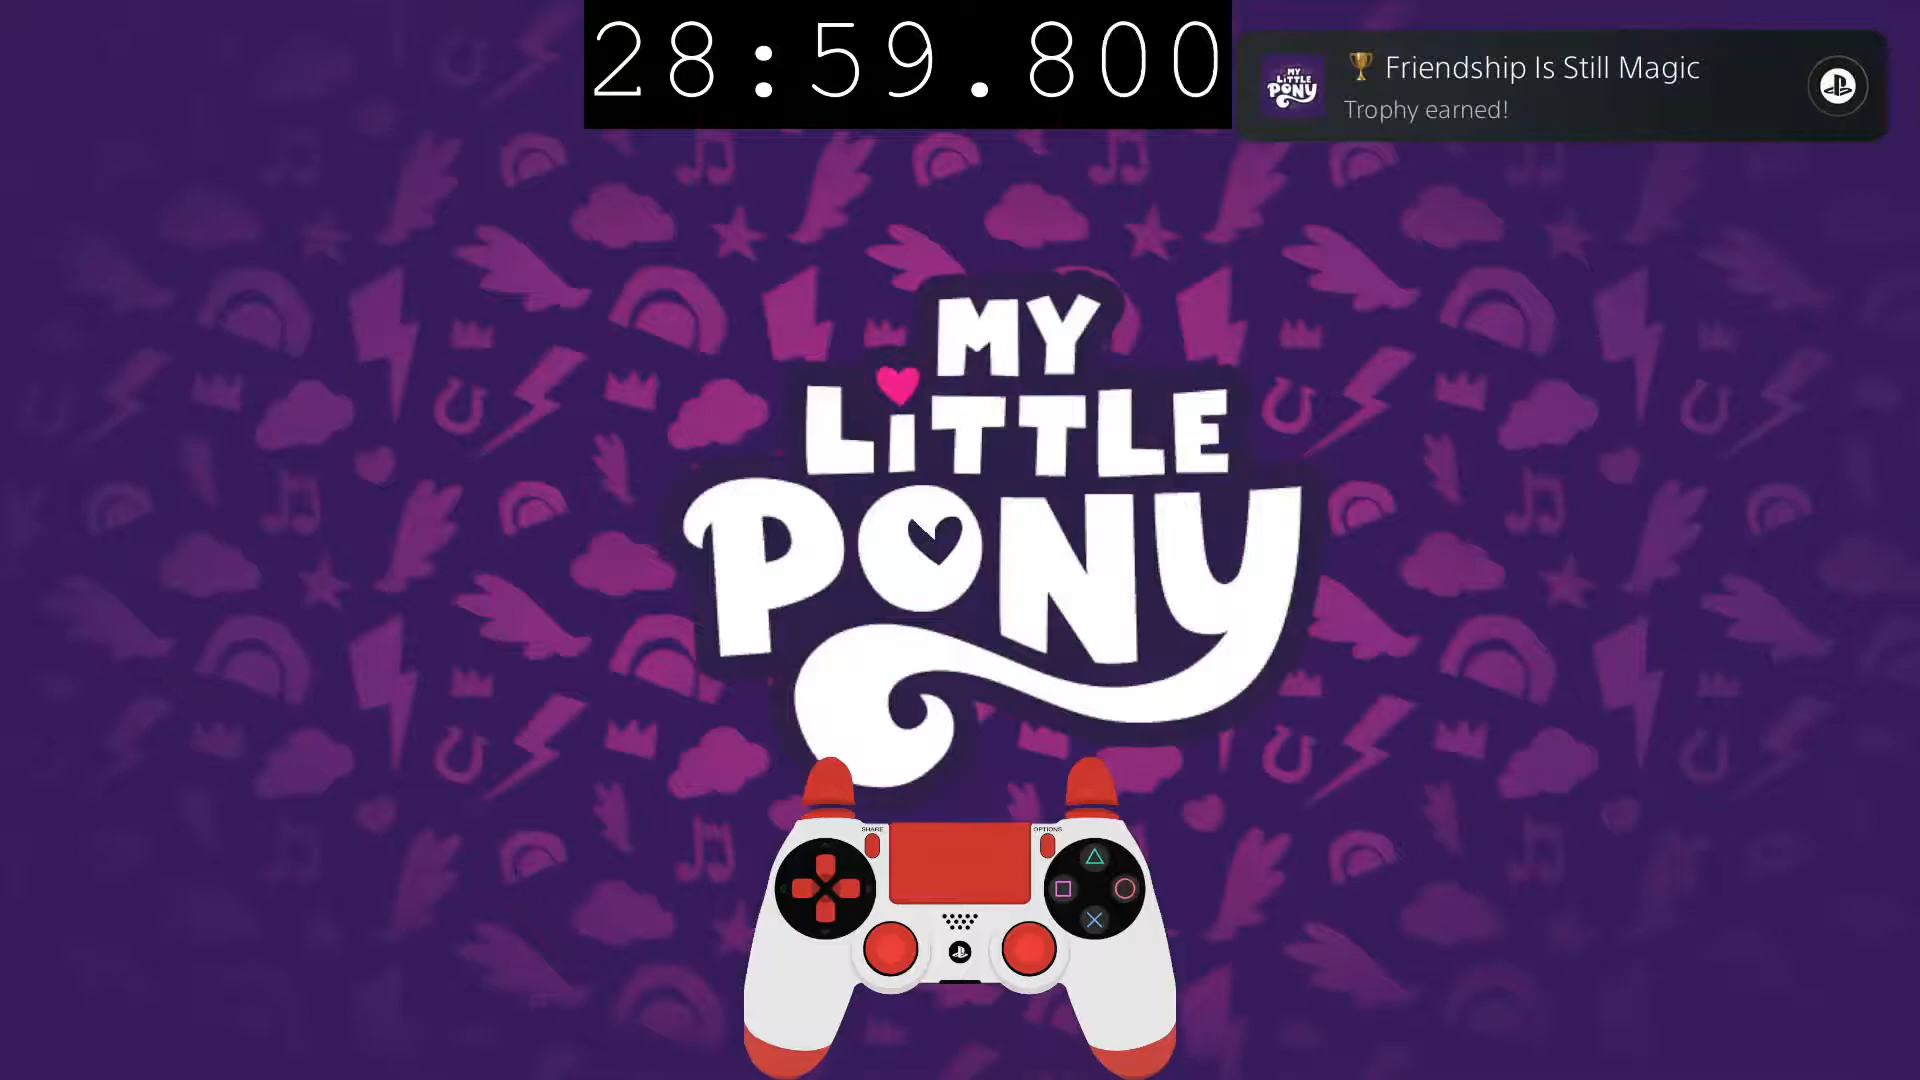 28:59.800
Friendship Is Still Magic
Trophy earned!
MY LiTTLE PONY
MY
LiTTLE
PONY
SHARE
OPTIONS